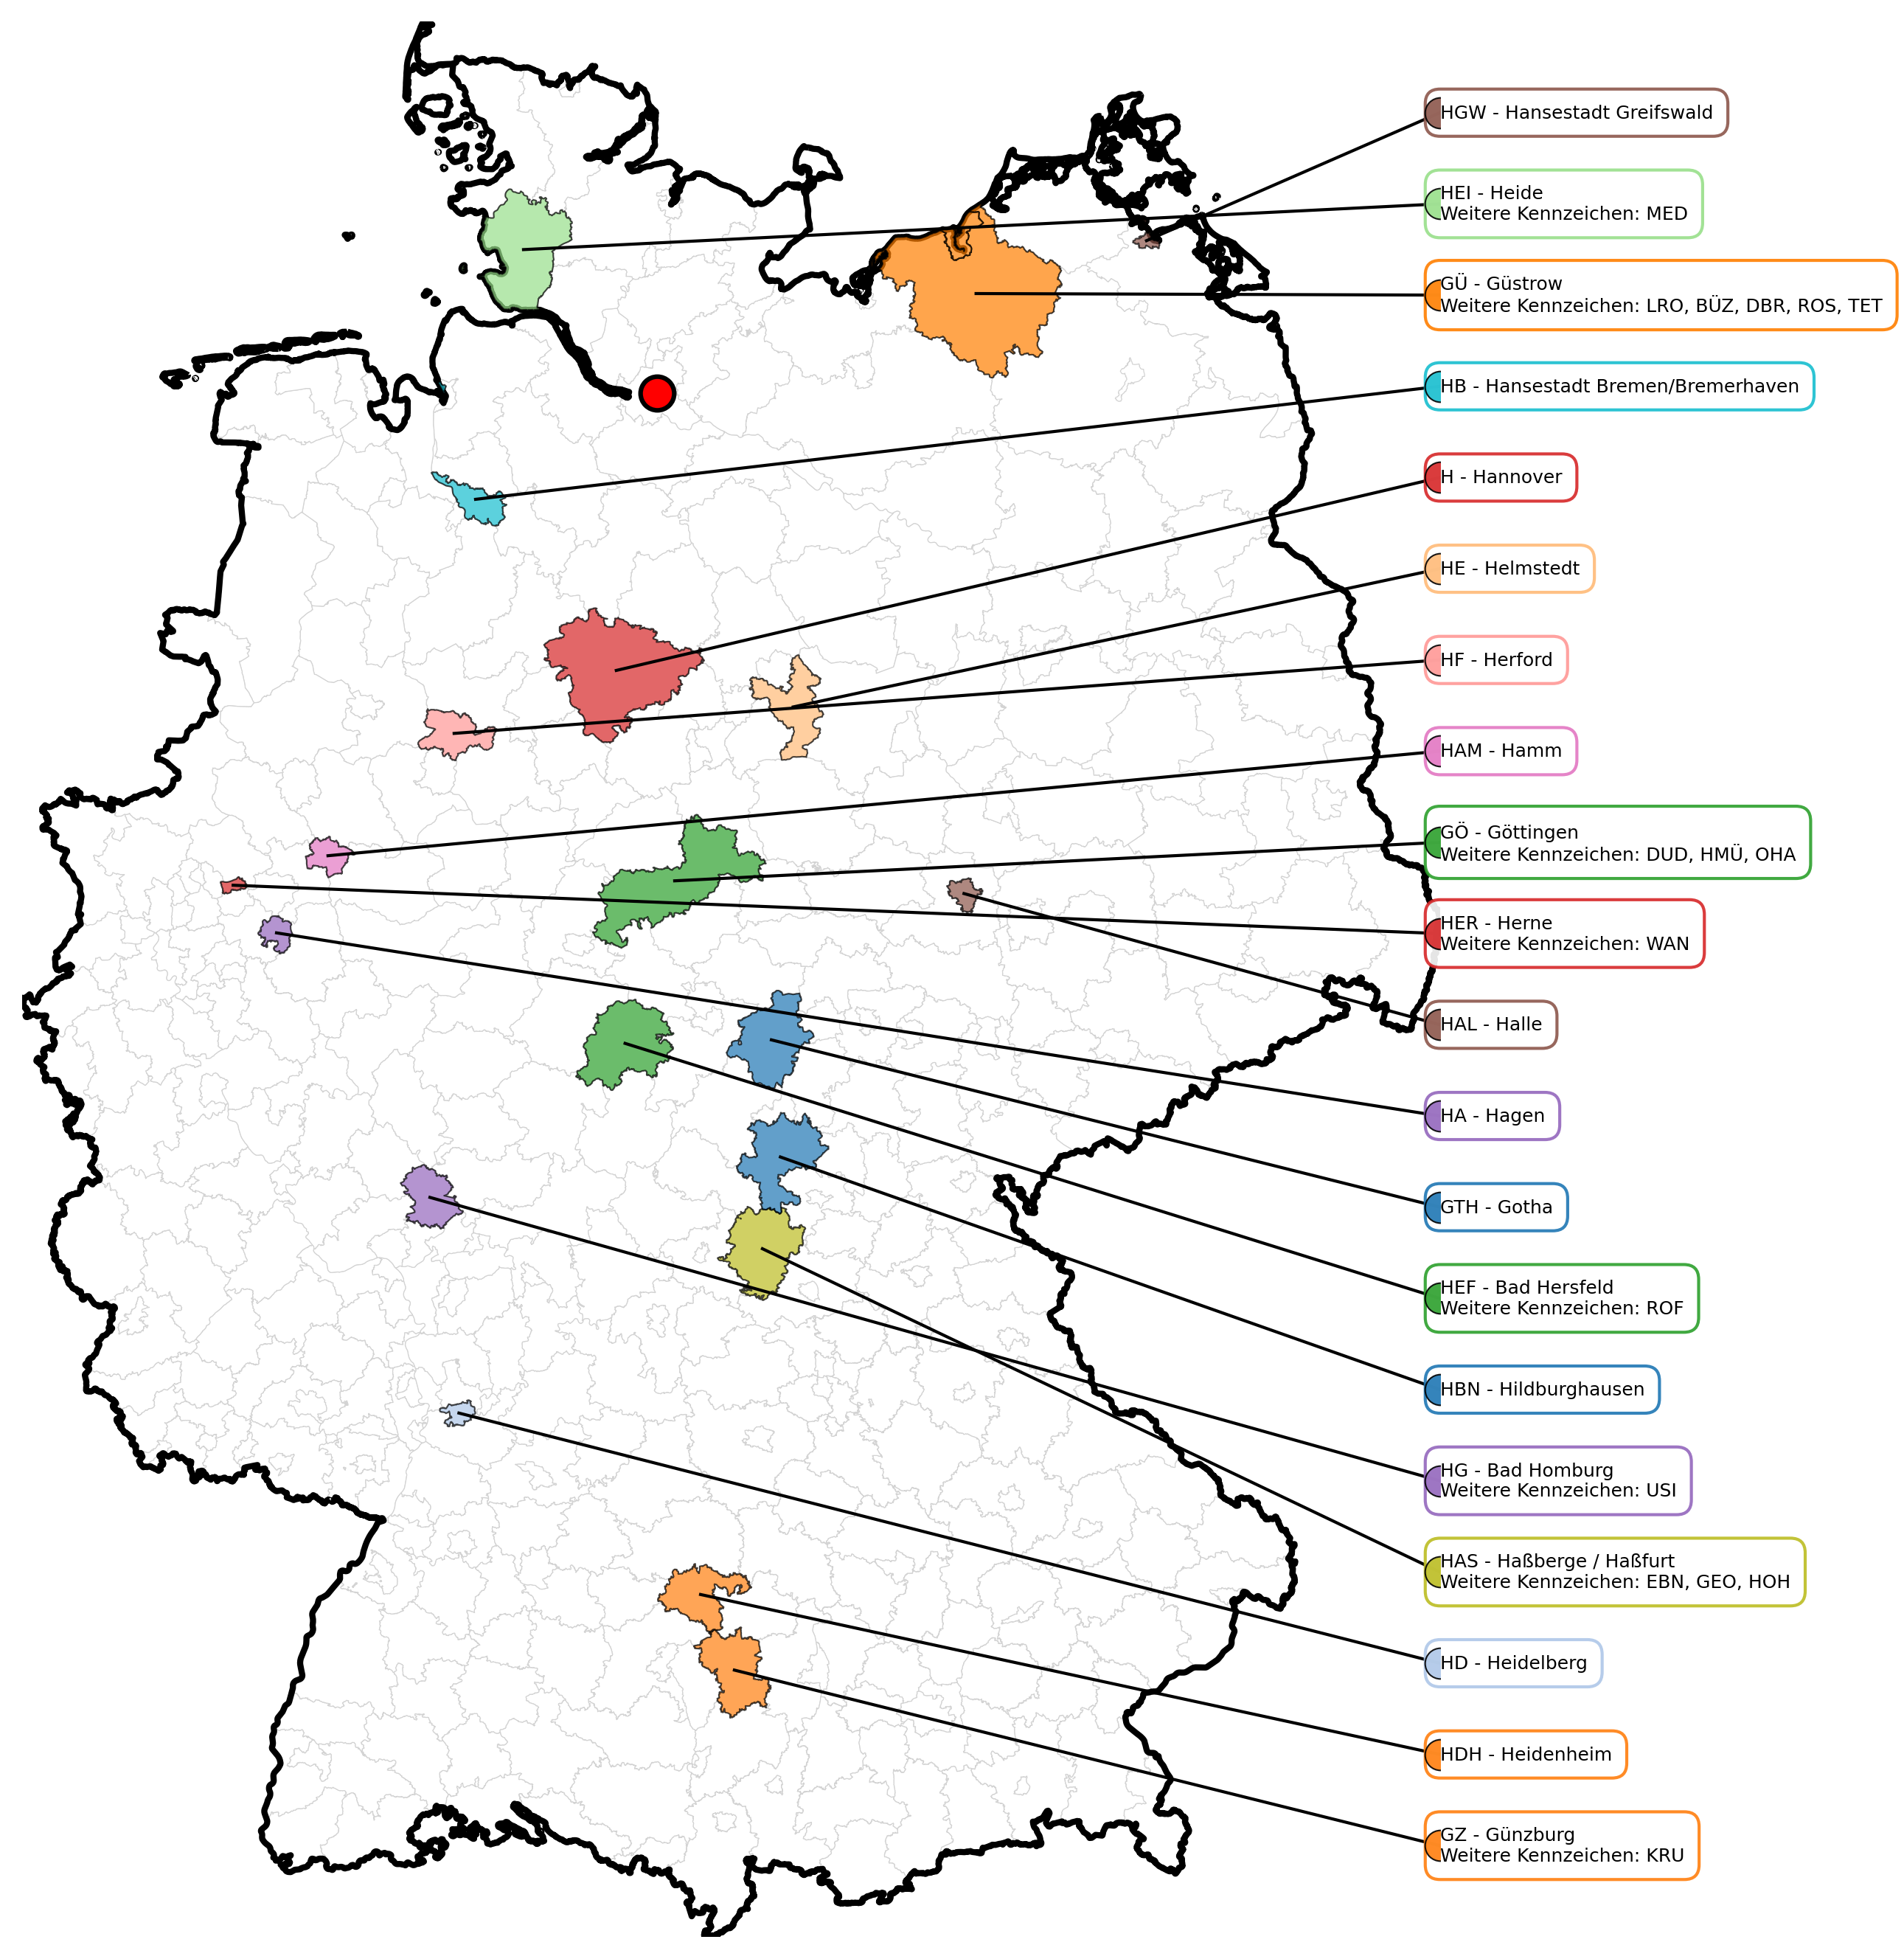 HGW - Hansestadt Greifswald
HEI - Heide
Weitere Kennzeichen: MED
GÜ - Güstrow
Weitere Kennzeichen: LRO, BÜZ, DBR, ROS, TET
HB - Hansestadt Bremen/Bremerhaven
H - Hannover
HE - Helmstedt
HF - Herford
HAM - Hamm
GÖ - Göttingen
Weitere Kennzeichen: DUD, HMÜ, OHA
HER - Herne
Weitere Kennzeichen: WAN
HAL - Halle
HA - Hagen
GTH - Gotha
HEF - Bad Hersfeld
Weitere Kennzeichen: ROF
HBN - Hildburghausen
HG - Bad Homburg
Weitere Kennzeichen: USI
HAS - Haßberge / Haßfurt
Weitere Kennzeichen: EBN, GEO, HOH
HD - Heidelberg
HDH - Heidenheim
GZ - Günzburg
Weitere Kennzeichen: KRU